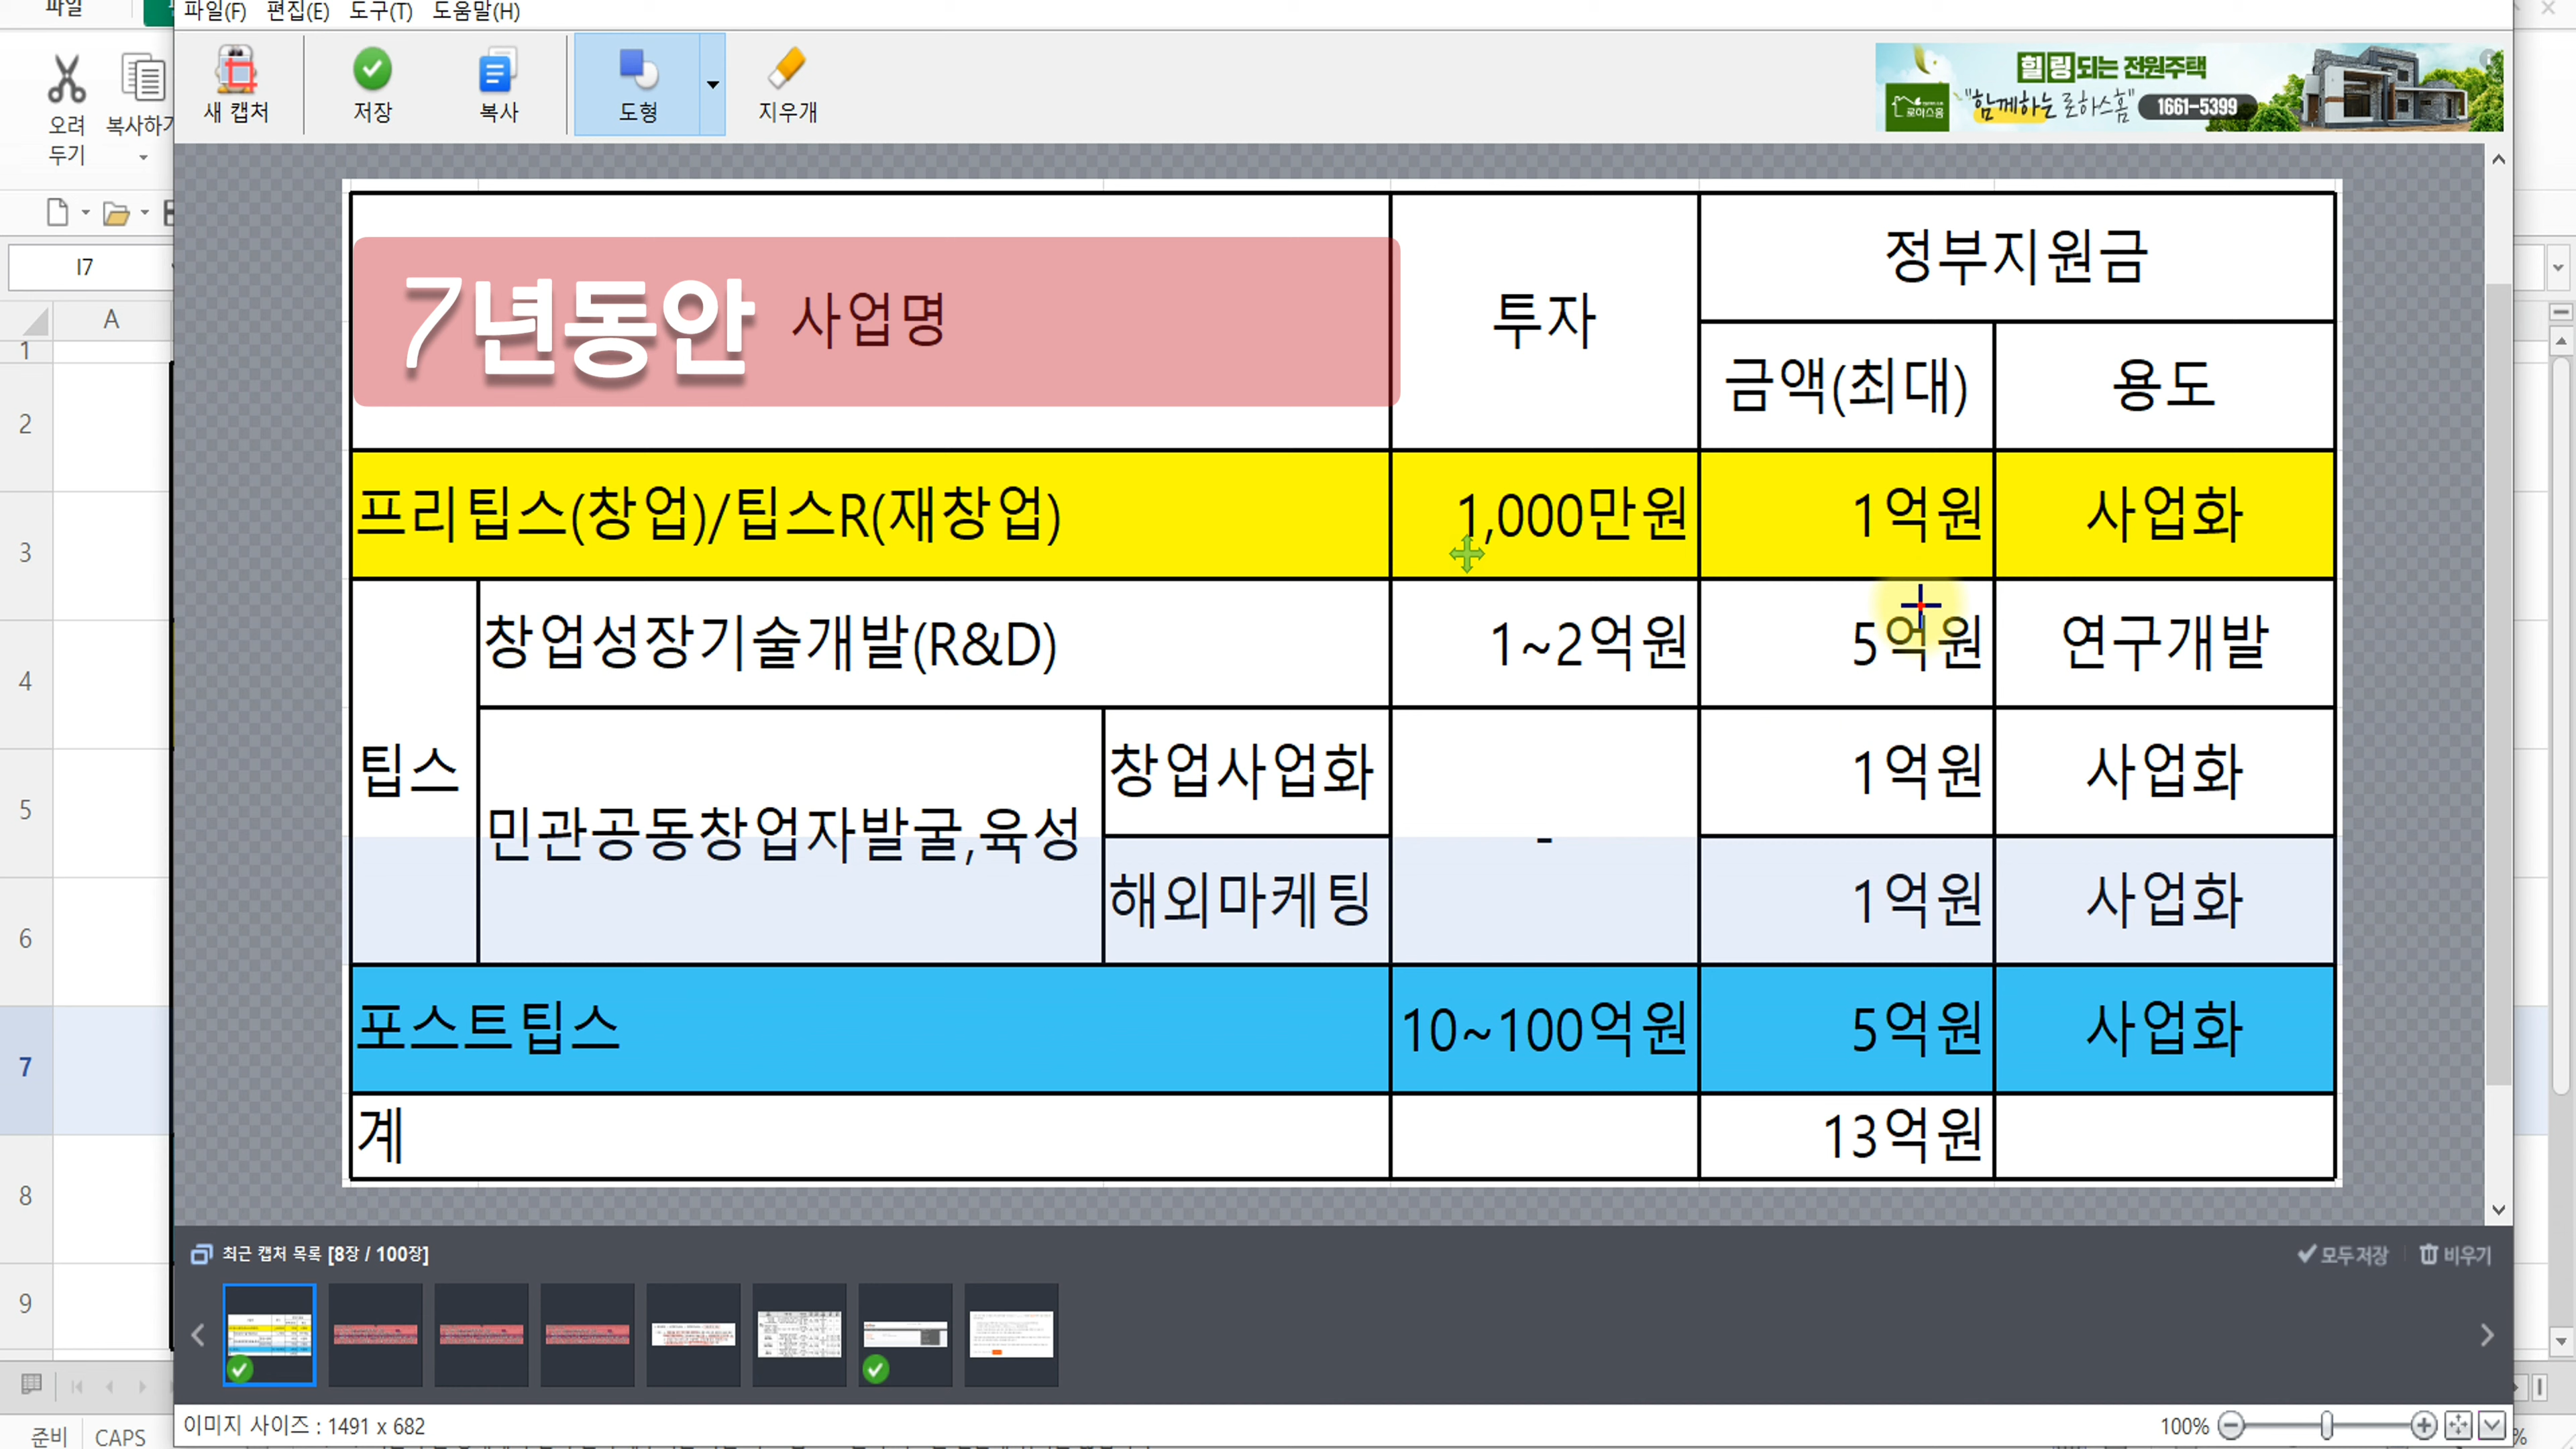 파일
파일(F) 편집(E) 도구(T) 도움말(H)
오려
두기
복사하기
새 캡처
저장
복사
도형
지우개
힐링되는 전원주택
"함께하는 로하스홈"
1661-5399
로하스홈
I7
A
1
2
3
4
5
6
7
8
9
7년동안 사업명
투자
정부지원금
금액(최대)
용도
프리팁스(창업)/팁스R(재창업)
1,000만원
1억원
사업화
팁스
창업성장기술개발(R&D)
1~2억원
5억원
연구개발
민관공동창업자발굴,육성
창업사업화
-
1억원
사업화
해외마케팅
1억원
사업화
포스트팁스
10~100억원
5억원
사업화
계
13억원
최근 캡처 목록 [8장 / 100장]
모두저장
비우기
이미지 사이즈 : 1491 x 682
100%
준비
CAPS
%